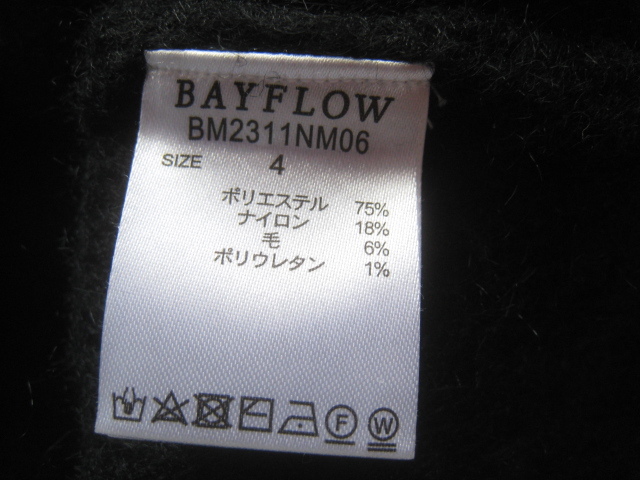 BAYFLOW
BM2311NM06
SIZE 4
ポリエステル 75%
ナイロン 18%
毛 6%
ポリウレタン 1%
F W